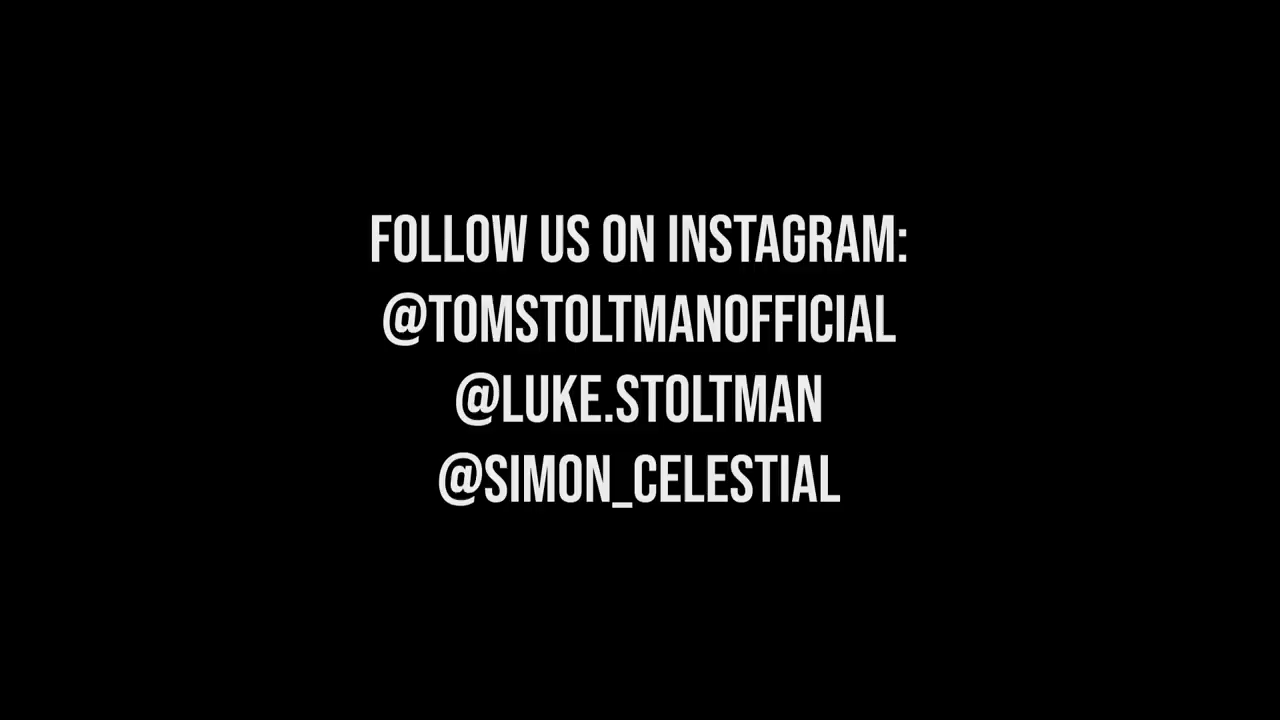 FOLLOW US ON INSTAGRAM:
@TOMSTOLTMANOFFICIAL
@LUKE.STOLTMAN
@SIMON_CELESTIAL